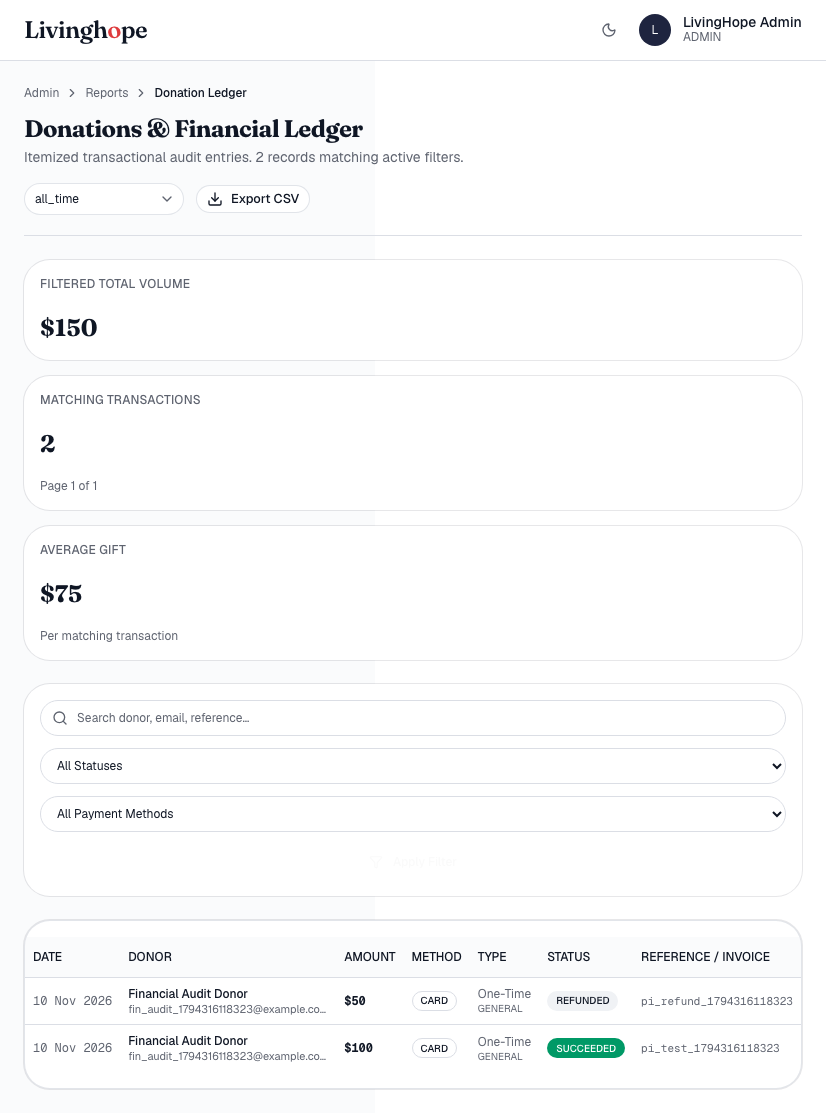 Livinghope
L
LivingHope Admin
ADMIN
Admin > Reports > Donation Ledger
Donations & Financial Ledger
Itemized transactional audit entries. 2 records matching active filters.
all_time
Export CSV
FILTERED TOTAL VOLUME
$150
MATCHING TRANSACTIONS
2
Page 1 of 1
AVERAGE GIFT
$75
Per matching transaction
Search donor, email, reference...
All Statuses
All Payment Methods
Apply Filter
DATE DONOR AMOUNT METHOD TYPE STATUS REFERENCE / INVOICE
10 Nov 2026 Financial Audit Donor $50 CARD One-Time REFUNDED pi_refund_1794316118323
fin_audit_1794316118323@example.co... GENERAL
10 Nov 2026 Financial Audit Donor $100 CARD One-Time SUCCEEDED pi_test_1794316118323
fin_audit_1794316118323@example.co... GENERAL